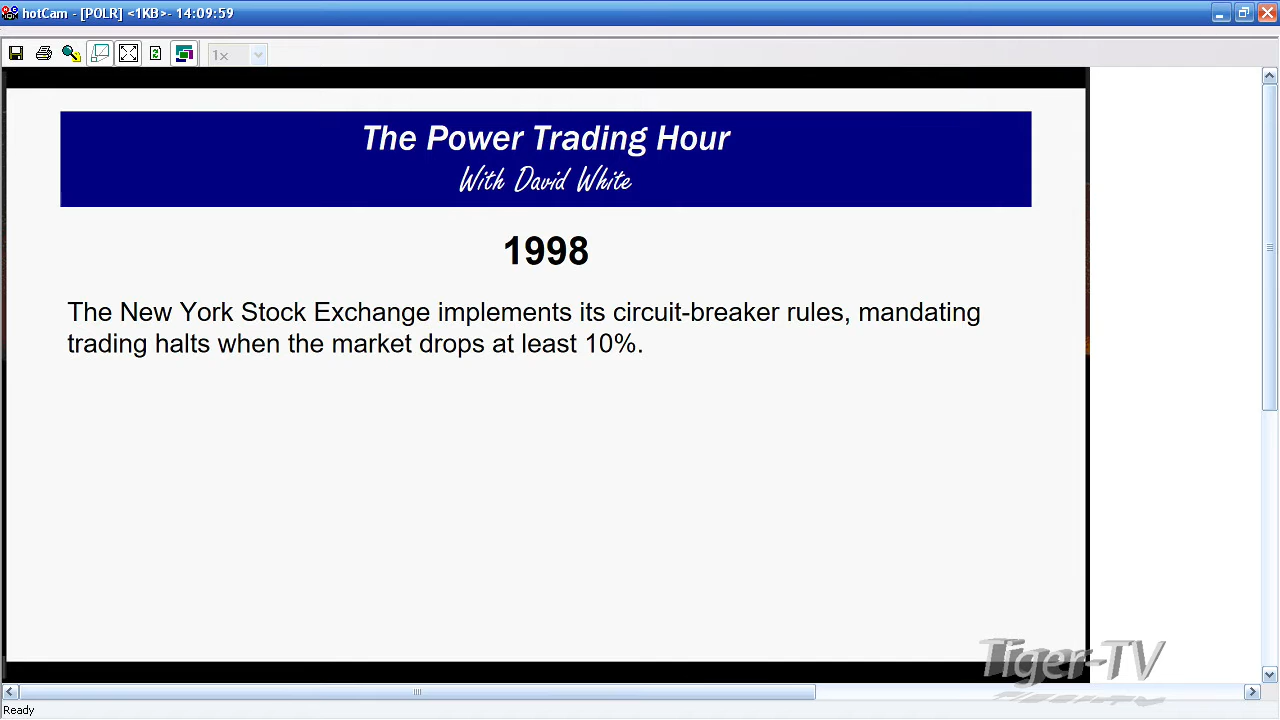 hotCam - [POLR] <1KB>- 14:09:59
1x
The Power Trading Hour
With David White
1998
The New York Stock Exchange implements its circuit-breaker rules, mandating
trading halts when the market drops at least 10%.
Tiger-TV
Ready